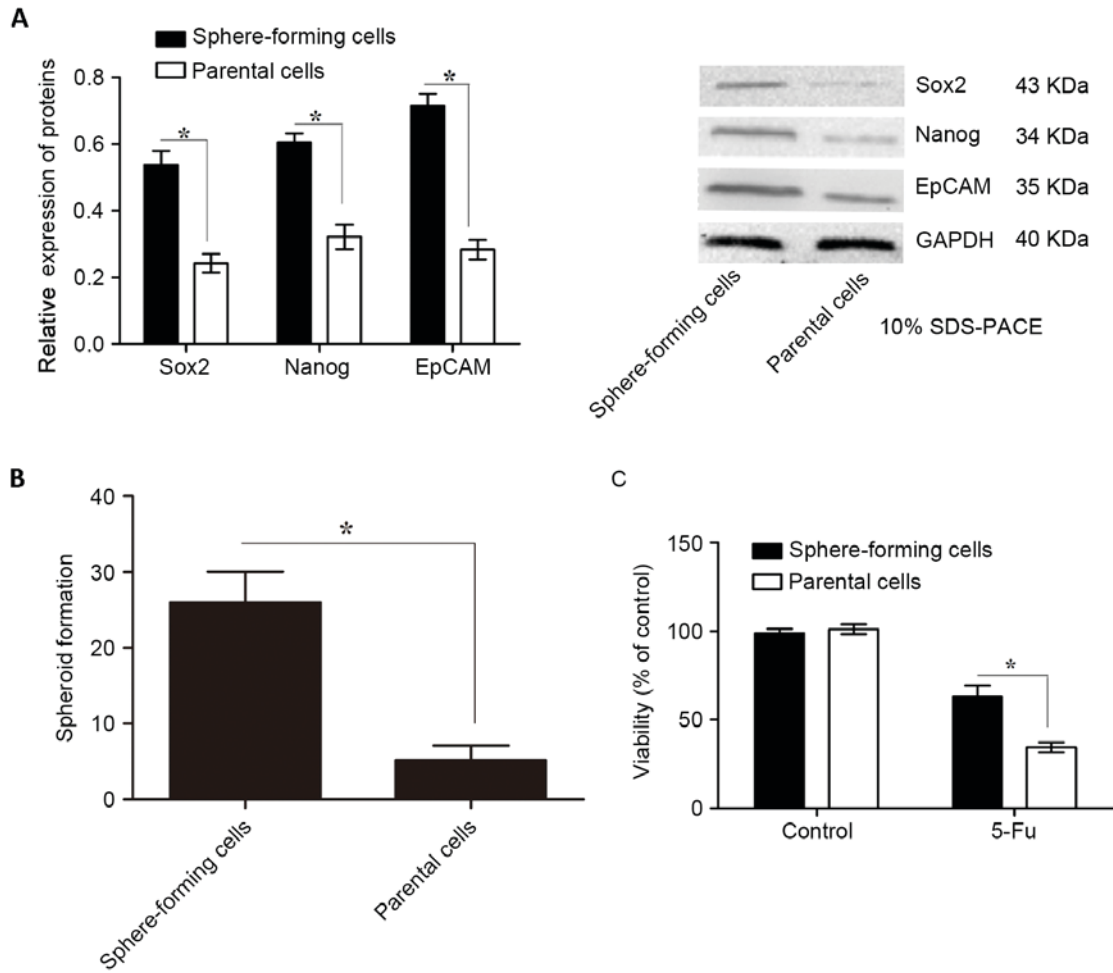 A
Sphere-forming cells
Parental cells
Relative expression of proteins
0.8
0.6
0.4
0.2
0.0
*
*
*
Sox2
Nanog
EpCAM
Sox2 43 KDa
Nanog 34 KDa
EpCAM 35 KDa
GAPDH 40 KDa
Sphere-forming cells
Parental cells
10% SDS-PACE
B
Spheroid formation
40
30
20
10
0
*
Sphere-forming cells
Parental cells
C
Sphere-forming cells
Parental cells
Viability (% of control)
150
100
50
0
*
Control
5-Fu